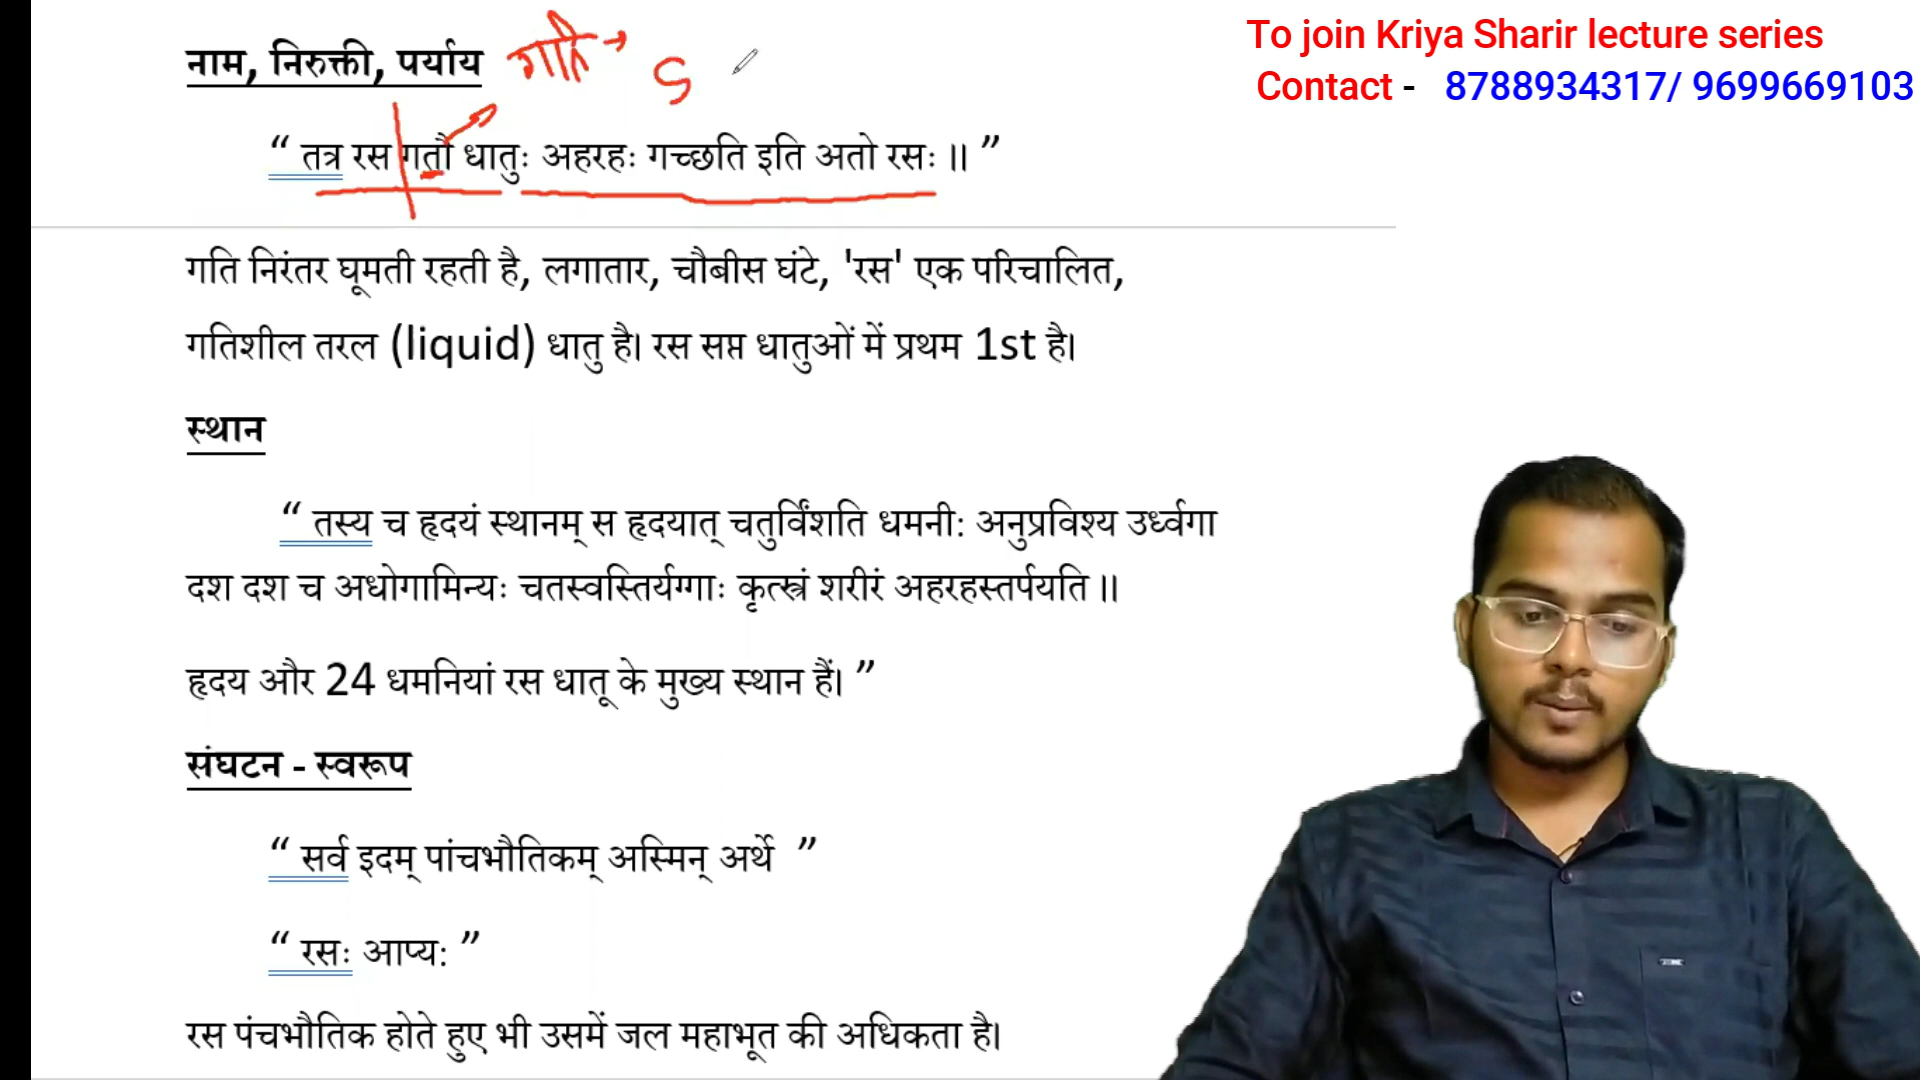 To join Kriya Sharir lecture series
Contact - 8788934317/ 9699669103
नाम, निरुक्ती, पर्याय गति → S
“ तत्र रस गतौ धातुः अहरहः गच्छति इति अतो रसः ॥ ”
गति निरंतर घूमती रहती है, लगातार, चौबीस घंटे, 'रस' एक परिचालित,
गतिशील तरल (liquid) धातु है। रस सप्त धातुओं में प्रथम 1st है।
स्थान
“ तस्य च हृदयं स्थानम् स हृदयात् चतुर्विंशति धमनी: अनुप्रविश्य उर्ध्वगा
दश दश च अधोगामिन्यः चतस्वस्तिर्यग्गाः कृत्स्त्रं शरीरं अहरहस्तर्पयति ॥
हृदय और 24 धमनियां रस धातू के मुख्य स्थान हैं। ”
संघटन - स्वरूप
“ सर्व इदम् पांचभौतिकम् अस्मिन् अर्थे ”
“ रसः आप्य: ”
रस पंचभौतिक होते हुए भी उसमें जल महाभूत की अधिकता है।